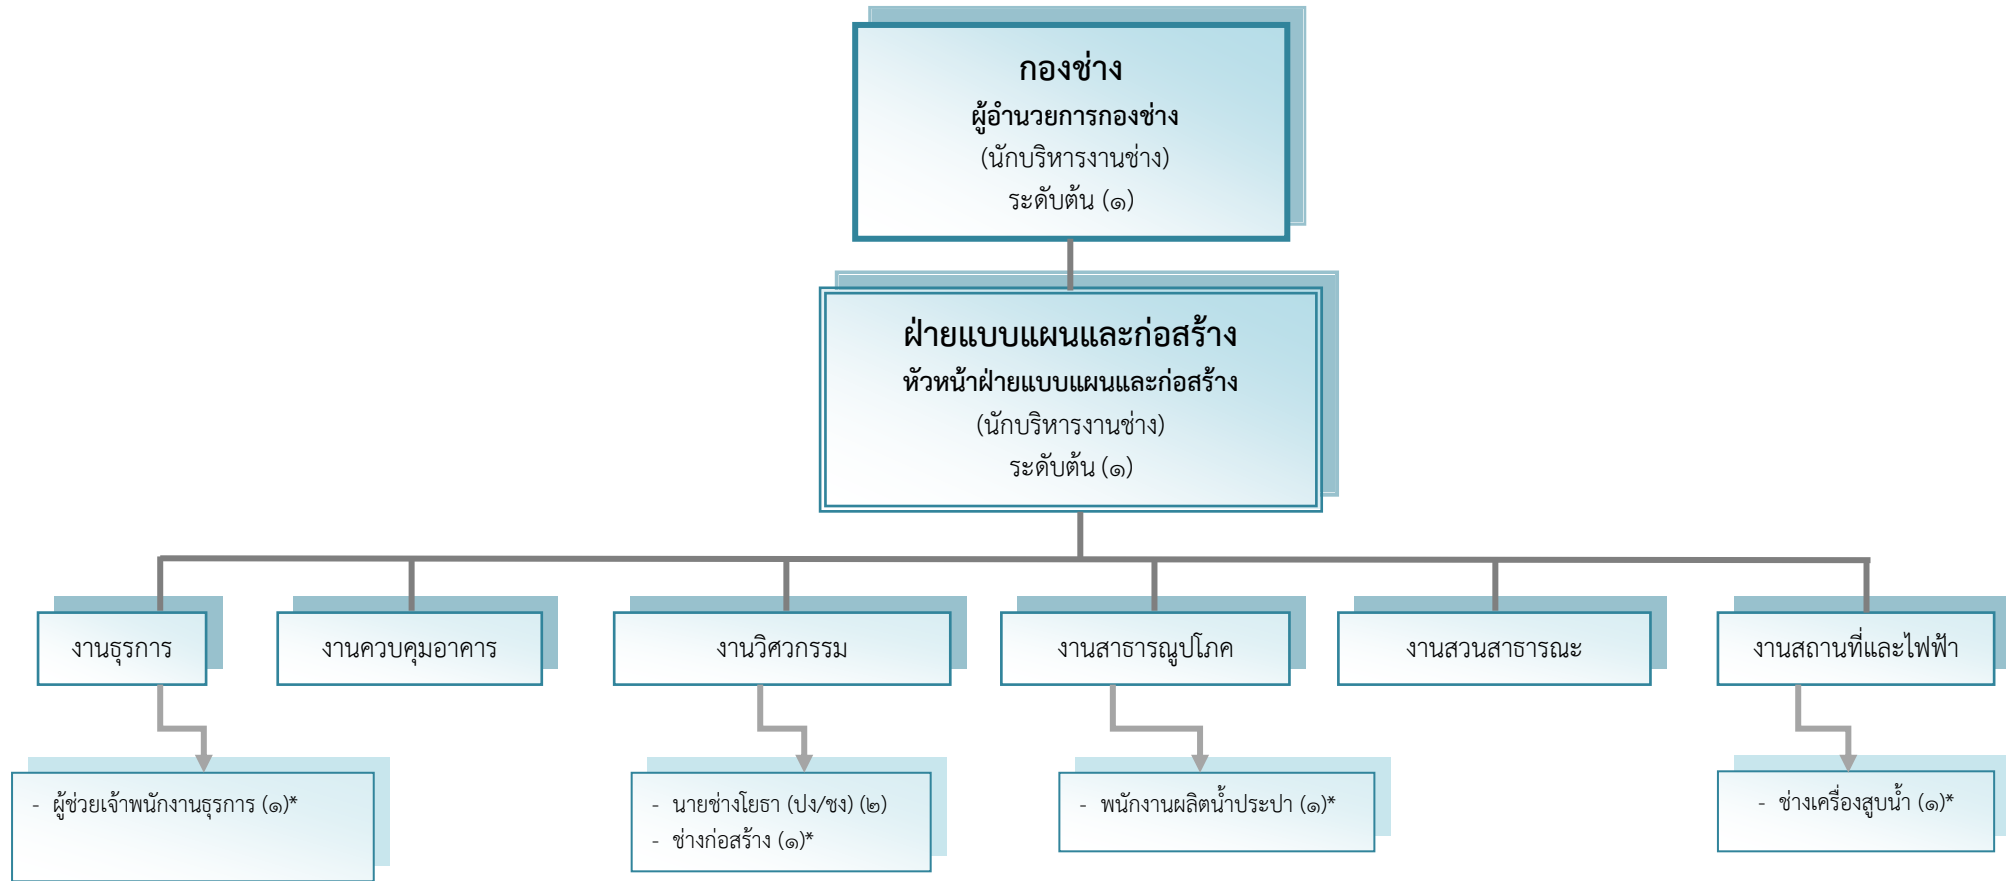 กองช่าง
ผู้อำนวยการกองช่าง
(นักบริหารงานช่าง)
ระดับต้น (๑)
ฝ่ายแบบแผนและก่อสร้าง
หัวหน้าฝ่ายแบบแผนและก่อสร้าง
(นักบริหารงานช่าง)
ระดับต้น (๑)
งานธุรการ
งานควบคุมอาคาร
งานวิศวกรรม
งานสาธารณูปโภค
งานสวนสาธารณะ
งานสถานที่และไฟฟ้า
- ผู้ช่วยเจ้าพนักงานธุรการ (๑)*
- นายช่างโยธา (ปง/ชง) (๒)
- ช่างก่อสร้าง (๑)*
- พนักงานผลิตน้ำประปา (๑)*
- ช่างเครื่องสูบน้ำ (๑)*